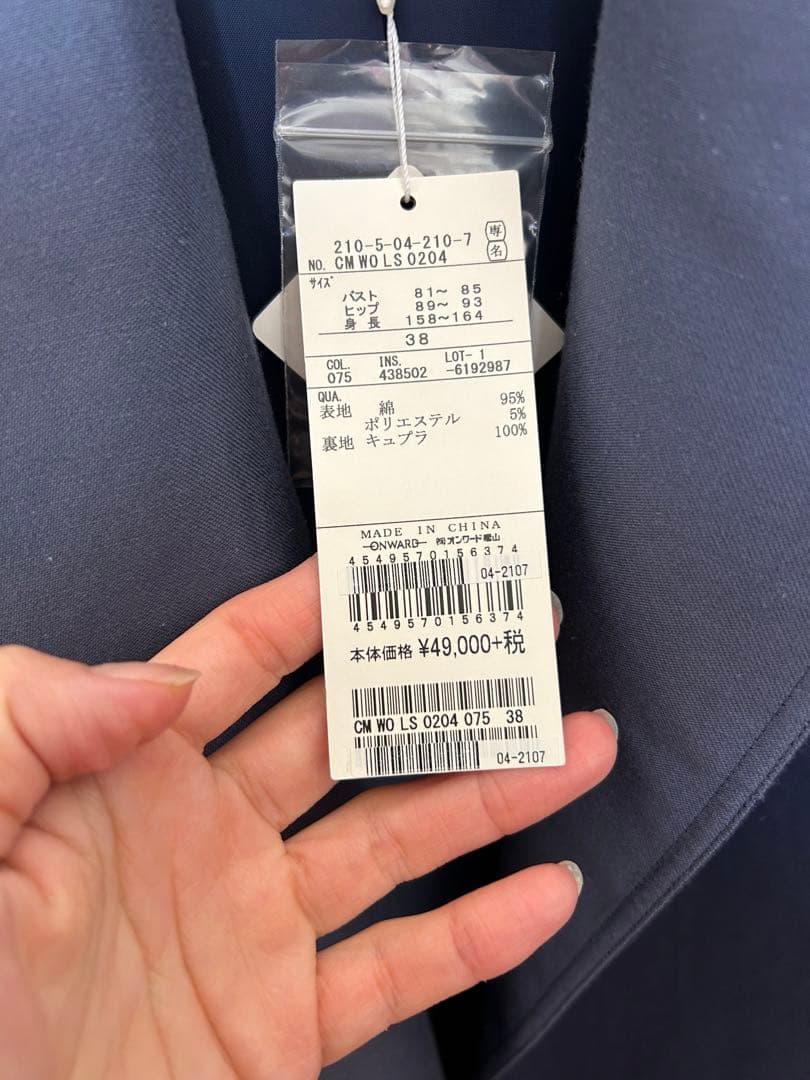 210-5-04-210-7 専
NO. CM WO LS 0204 名
サイズ
バスト 81～ 85
ヒップ 89～ 93
身長 158～164
38
COL. INS. LOT- 1
075 438502 -6192987
QUA.
表地 綿 95%
ポリエステル 5%
裏地 キュプラ 100%
MADE IN CHINA
ONWARD ㈱オンワード樫山
4549570156374
04-2107
4549570156374
本体価格 ¥49,000+税
CM WO LS 0204 075 38
04-2107